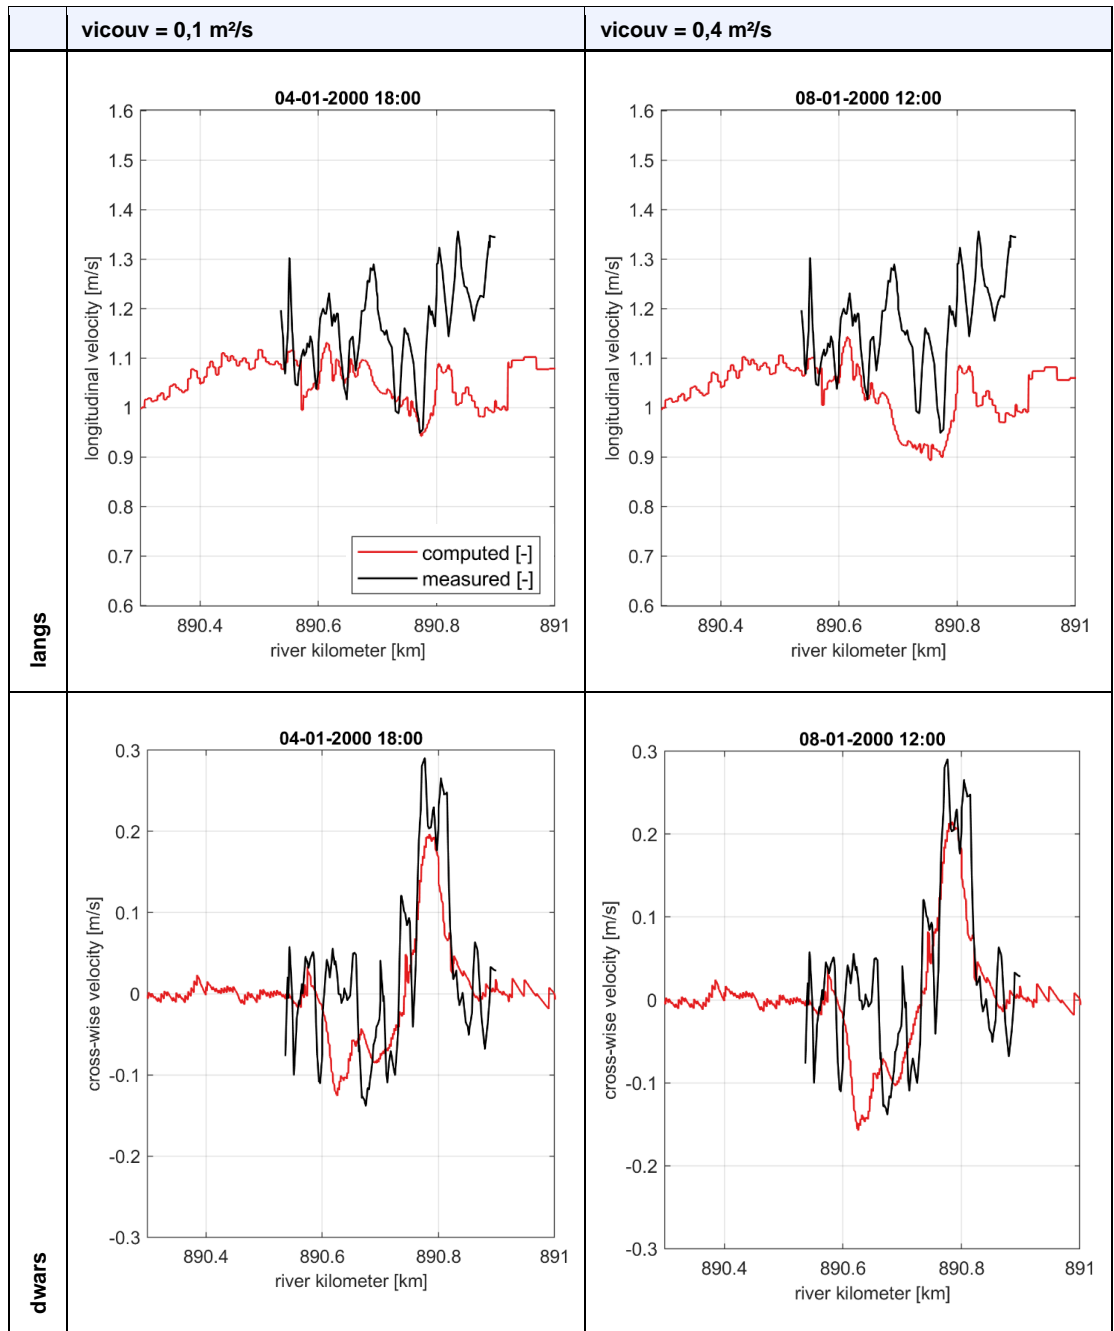 vicouv = 0,1 m²/s
vicouv = 0,4 m²/s
langs
04-01-2000 18:00
longitudinal velocity [m/s]
1.6
1.5
1.4
1.3
1.2
1.1
1
0.9
0.8
0.7
0.6
computed [-]
measured [-]
890.4 890.6 890.8 891
river kilometer [km]
08-01-2000 12:00
longitudinal velocity [m/s]
1.6
1.5
1.4
1.3
1.2
1.1
1
0.9
0.8
0.7
0.6
890.4 890.6 890.8 891
river kilometer [km]
dwars
04-01-2000 18:00
cross-wise velocity [m/s]
0.3
0.2
0.1
0
-0.1
-0.2
-0.3
890.4 890.6 890.8 891
river kilometer [km]
08-01-2000 12:00
cross-wise velocity [m/s]
0.3
0.2
0.1
0
-0.1
-0.2
-0.3
890.4 890.6 890.8 891
river kilometer [km]